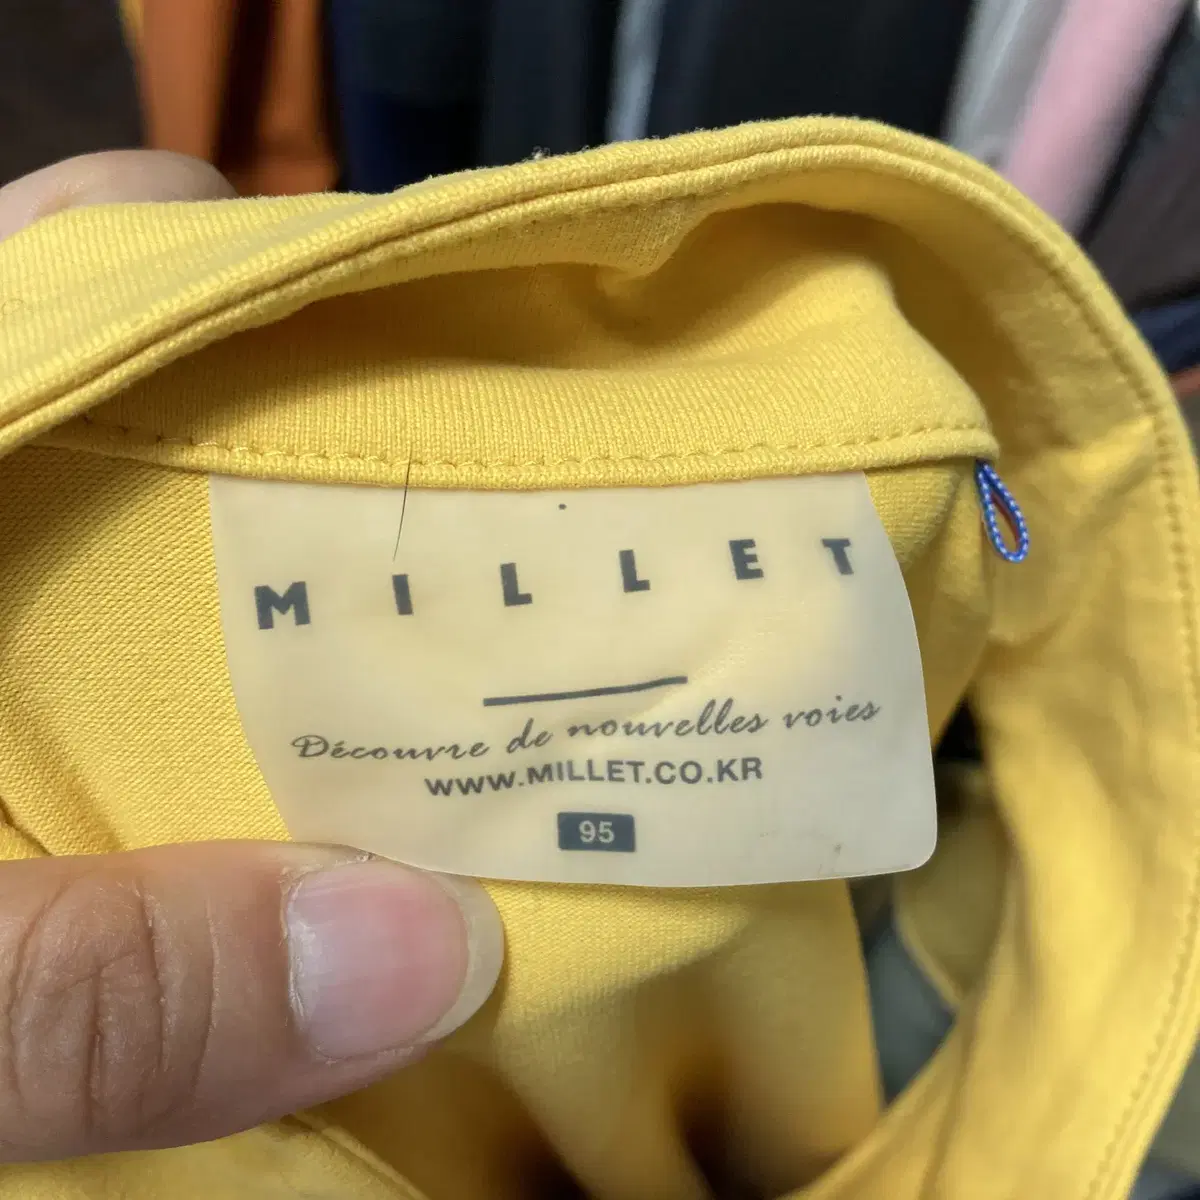 MILLET
Découvre de nouvelles voies
WWW.MILLET.CO.KR
95